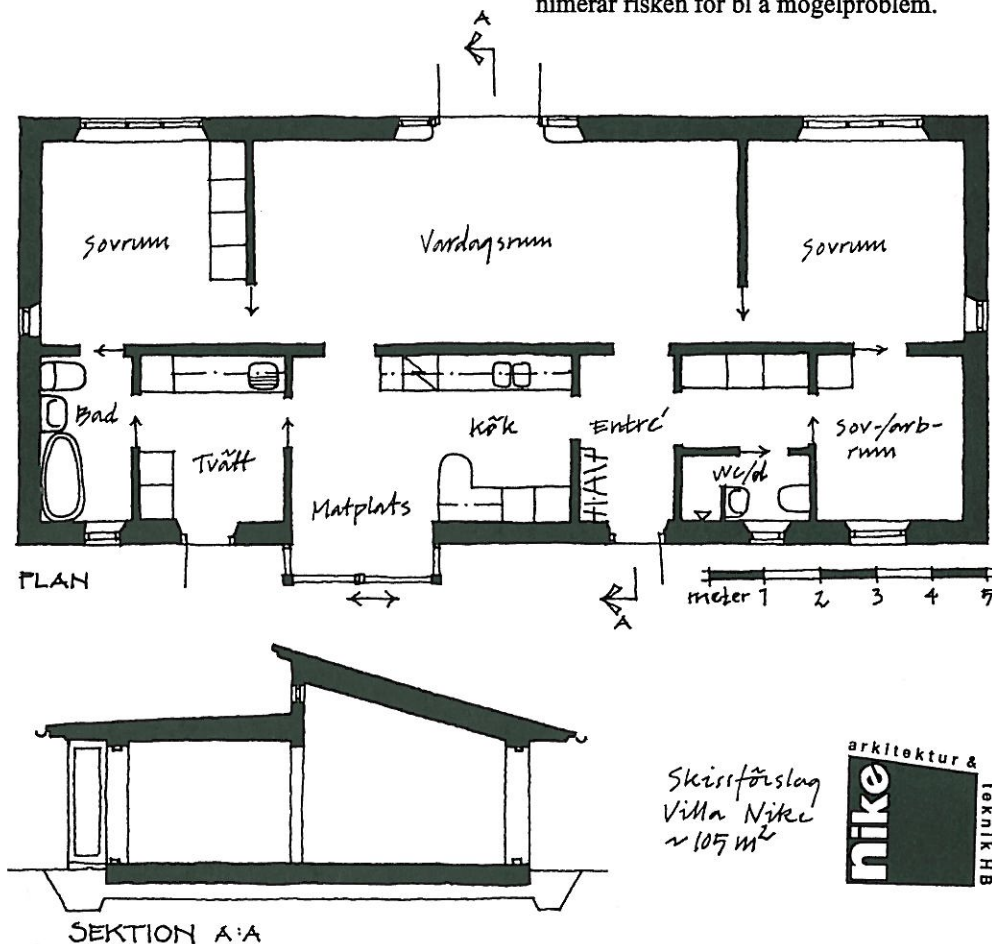 nimerar risken för bl a mögelproblem.
A
Sovrum
Vardagsrum
Sovrum
Bad
Tvätt
Matplats
Kök
Entré
WC/d
Sov-/arb-
rum
PLAN
meter 1 2 3 4 5
A
SEKTION A:A
Skissförslag
Villa Nike
~105 m²
arkitektur &
nike
teknik HB